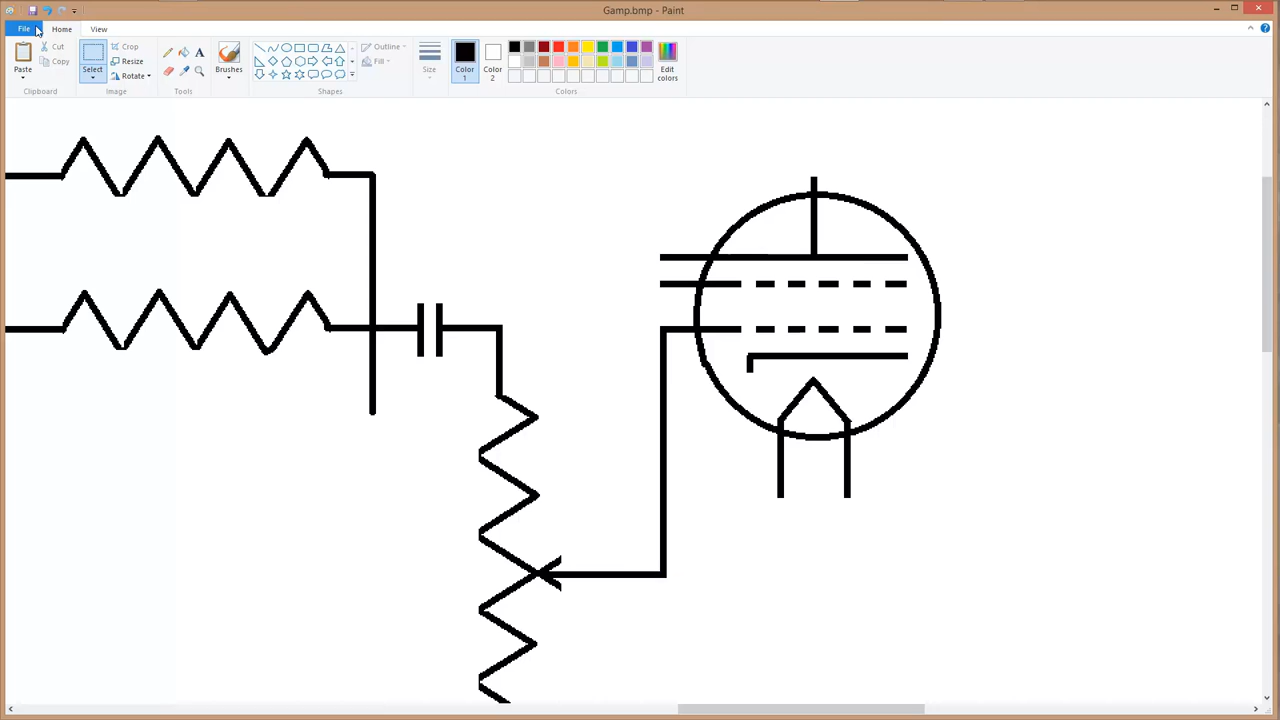 Gamp.bmp - Paint
File Home View
Paste
Cut
Copy
Clipboard
Select
Crop
Resize
Rotate
Image
A
Tools
Brushes
Outline
Fill
Shapes
Size
Color
1
Color
2
Edit
colors
Colors